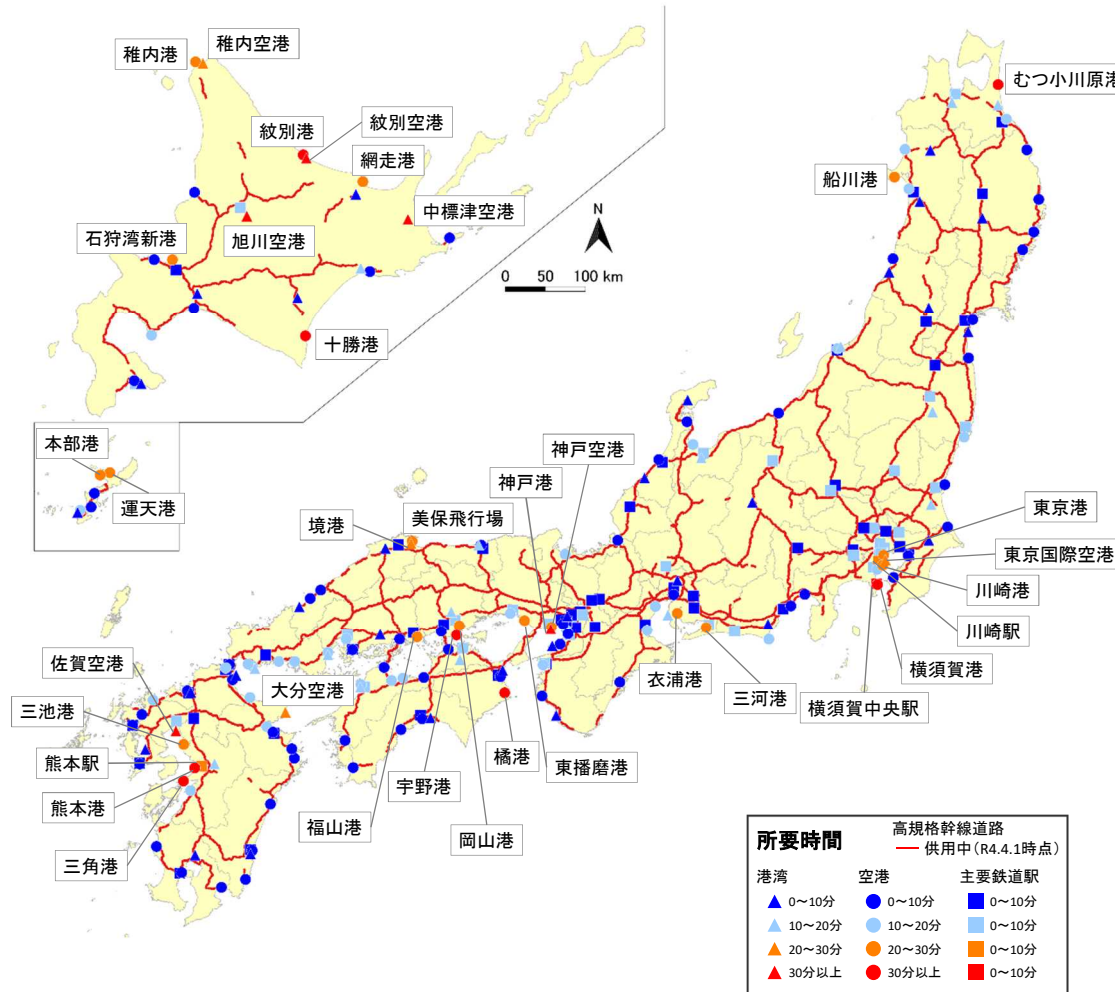 稚内港
稚内空港
紋別港
紋別空港
網走港
中標津空港
石狩湾新港
旭川空港
十勝港
N
0 50 100 km
むつ小川原港
船川港
本部港
運天港
神戸空港
神戸港
美保飛行場
境港
東京港
東京国際空港
川崎港
川崎駅
横須賀港
横須賀中央駅
三河港
衣浦港
佐賀空港
大分空港
三池港
熊本駅
熊本港
三角港
福山港
宇野港
岡山港
橘港
東播磨港
所要時間
高規格幹線道路
供用中(R4.4.1時点)
港湾 空港 主要鉄道駅
0～10分 0～10分 0～10分
10～20分 10～20分 0～10分
20～30分 20～30分 0～10分
30分以上 30分以上 0～10分